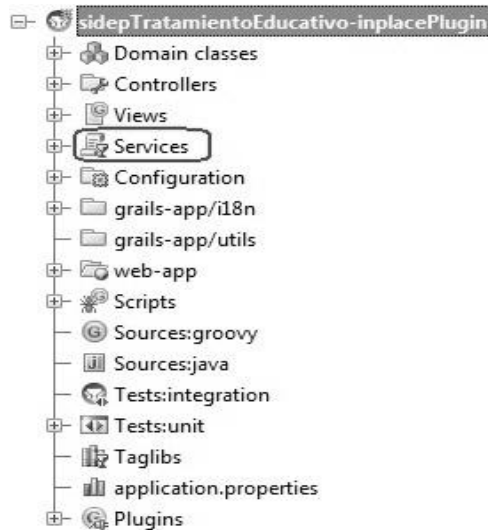 sidepTratamientoEducativo-inplacePlugin
Domain classes
Controllers
Views
Services
Configuration
grails-app/i18n
grails-app/utils
web-app
Scripts
Sources:groovy
Sources:java
Tests:integration
Tests:unit
Taglibs
application.properties
Plugins